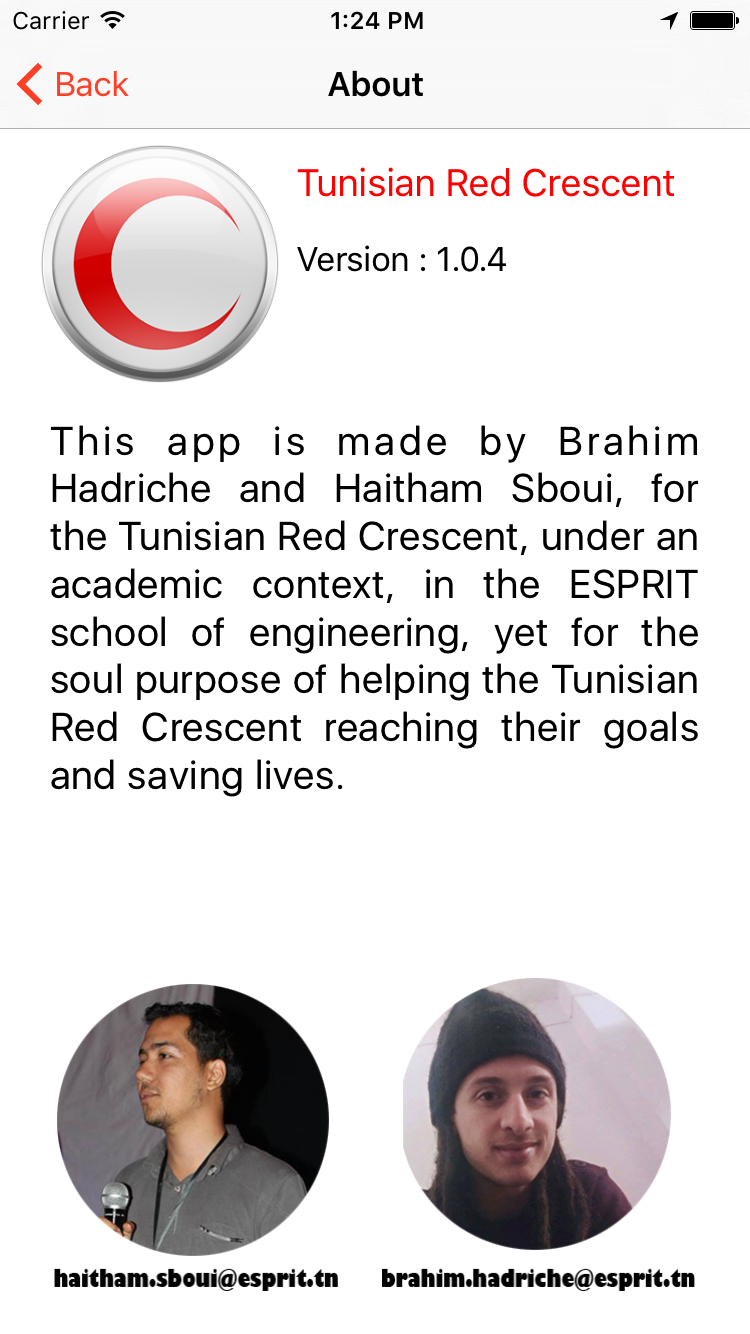 Carrier 1:24 PM
Back About
Tunisian Red Crescent
Version : 1.0.4
This app is made by Brahim
Hadriche and Haitham Sboui, for
the Tunisian Red Crescent, under an
academic context, in the ESPRIT
school of engineering, yet for the
soul purpose of helping the Tunisian
Red Crescent reaching their goals
and saving lives.
haitham.sboui@esprit.tn brahim.hadriche@esprit.tn